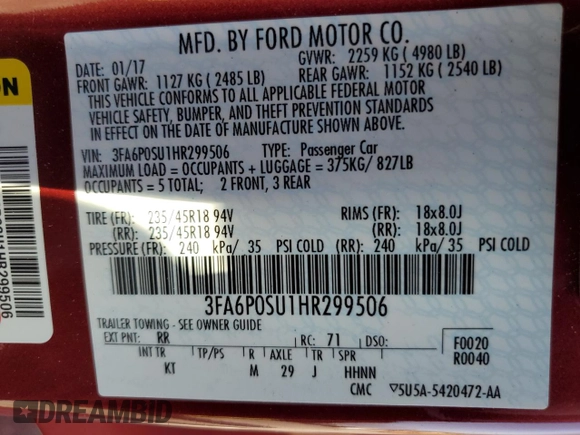 MFD. BY FORD MOTOR CO.
DATE: 01/17 GVWR: 2259 KG ( 4980 LB)
FRONT GAWR: 1127 KG ( 2485 LB) REAR GAWR: 1152 KG ( 2540 LB)
THIS VEHICLE CONFORMS TO ALL APPLICABLE FEDERAL MOTOR
VEHICLE SAFETY, BUMPER, AND THEFT PREVENTION STANDARDS
IN EFFECT ON THE DATE OF MANUFACTURE SHOWN ABOVE.
VIN: 3FA6P0SU1HR299506 TYPE: Passenger Car
MAXIMUM LOAD = OCCUPANTS + LUGGAGE = 375KG/ 827LB
OCCUPANTS = 5 TOTAL; 2 FRONT, 3 REAR
TIRE (FR): 235/45R18 94V RIMS (FR): 18x8.0J
(RR): 235/45R18 94V (RR): 18x8.0J
PRESSURE (FR): 240 kPa/ 35 PSI COLD (RR): 240 kPa/ 35 PSI COLD
3FA6P0SU1HR299506
TRAILER TOWING - SEE OWNER GUIDE
EXT PNT: RR RC: 71 DSO: F0020
R0040
INT TR TP/PS R AXLE TR SPR
KT M 29 J HHNN
CMC ▽5U5A-5420472-AA
HR299506
DREAMBID